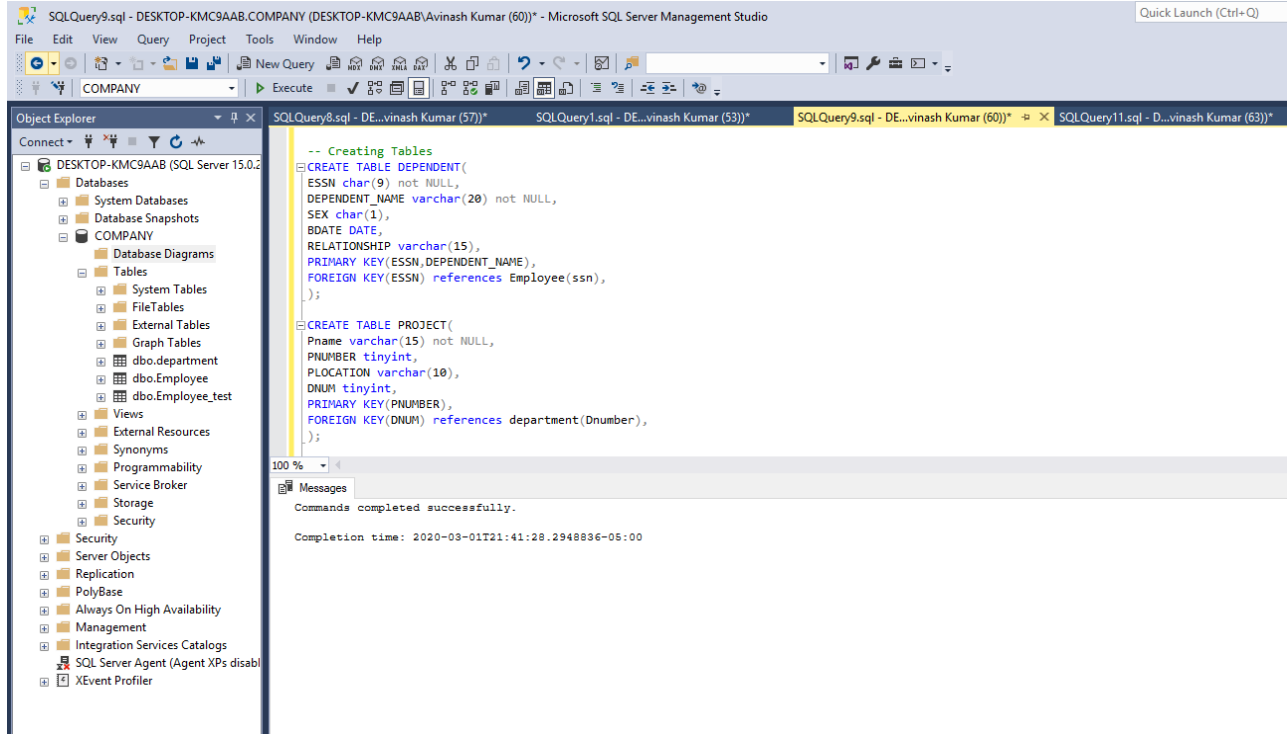 SQLQuery9.sql - DESKTOP-KMC9AAB.COMPANY (DESKTOP-KMC9AAB\Avinash Kumar (60))* - Microsoft SQL Server Management Studio
Quick Launch (Ctrl+Q)
File Edit View Query Project Tools Window Help
New Query MDX DMX XMLA DAX
COMPANY
Execute
Object Explorer
SQLQuery8.sql - DE...vinash Kumar (57))* SQLQuery1.sql - DE...vinash Kumar (53))* SQLQuery9.sql - DE...vinash Kumar (60))* SQLQuery11.sql - D...vinash Kumar (63))*
Connect
DESKTOP-KMC9AAB (SQL Server 15.0.2
Databases
System Databases
Database Snapshots
COMPANY
Database Diagrams
Tables
System Tables
FileTables
External Tables
Graph Tables
dbo.department
dbo.Employee
dbo.Employee_test
Views
External Resources
Synonyms
Programmability
Service Broker
Storage
Security
Security
Server Objects
Replication
PolyBase
Always On High Availability
Management
Integration Services Catalogs
SQL Server Agent (Agent XPs disabl
XEvent Profiler
-- Creating Tables
CREATE TABLE DEPENDENT(
ESSN char(9) not NULL,
DEPENDENT_NAME varchar(20) not NULL,
SEX char(1),
BDATE DATE,
RELATIONSHIP varchar(15),
PRIMARY KEY(ESSN,DEPENDENT_NAME),
FOREIGN KEY(ESSN) references Employee(ssn),
);
CREATE TABLE PROJECT(
Pname varchar(15) not NULL,
PNUMBER tinyint,
PLOCATION varchar(10),
DNUM tinyint,
PRIMARY KEY(PNUMBER),
FOREIGN KEY(DNUM) references department(Dnumber),
);
100 %
Messages
Commands completed successfully.
Completion time: 2020-03-01T21:41:28.2948836-05:00